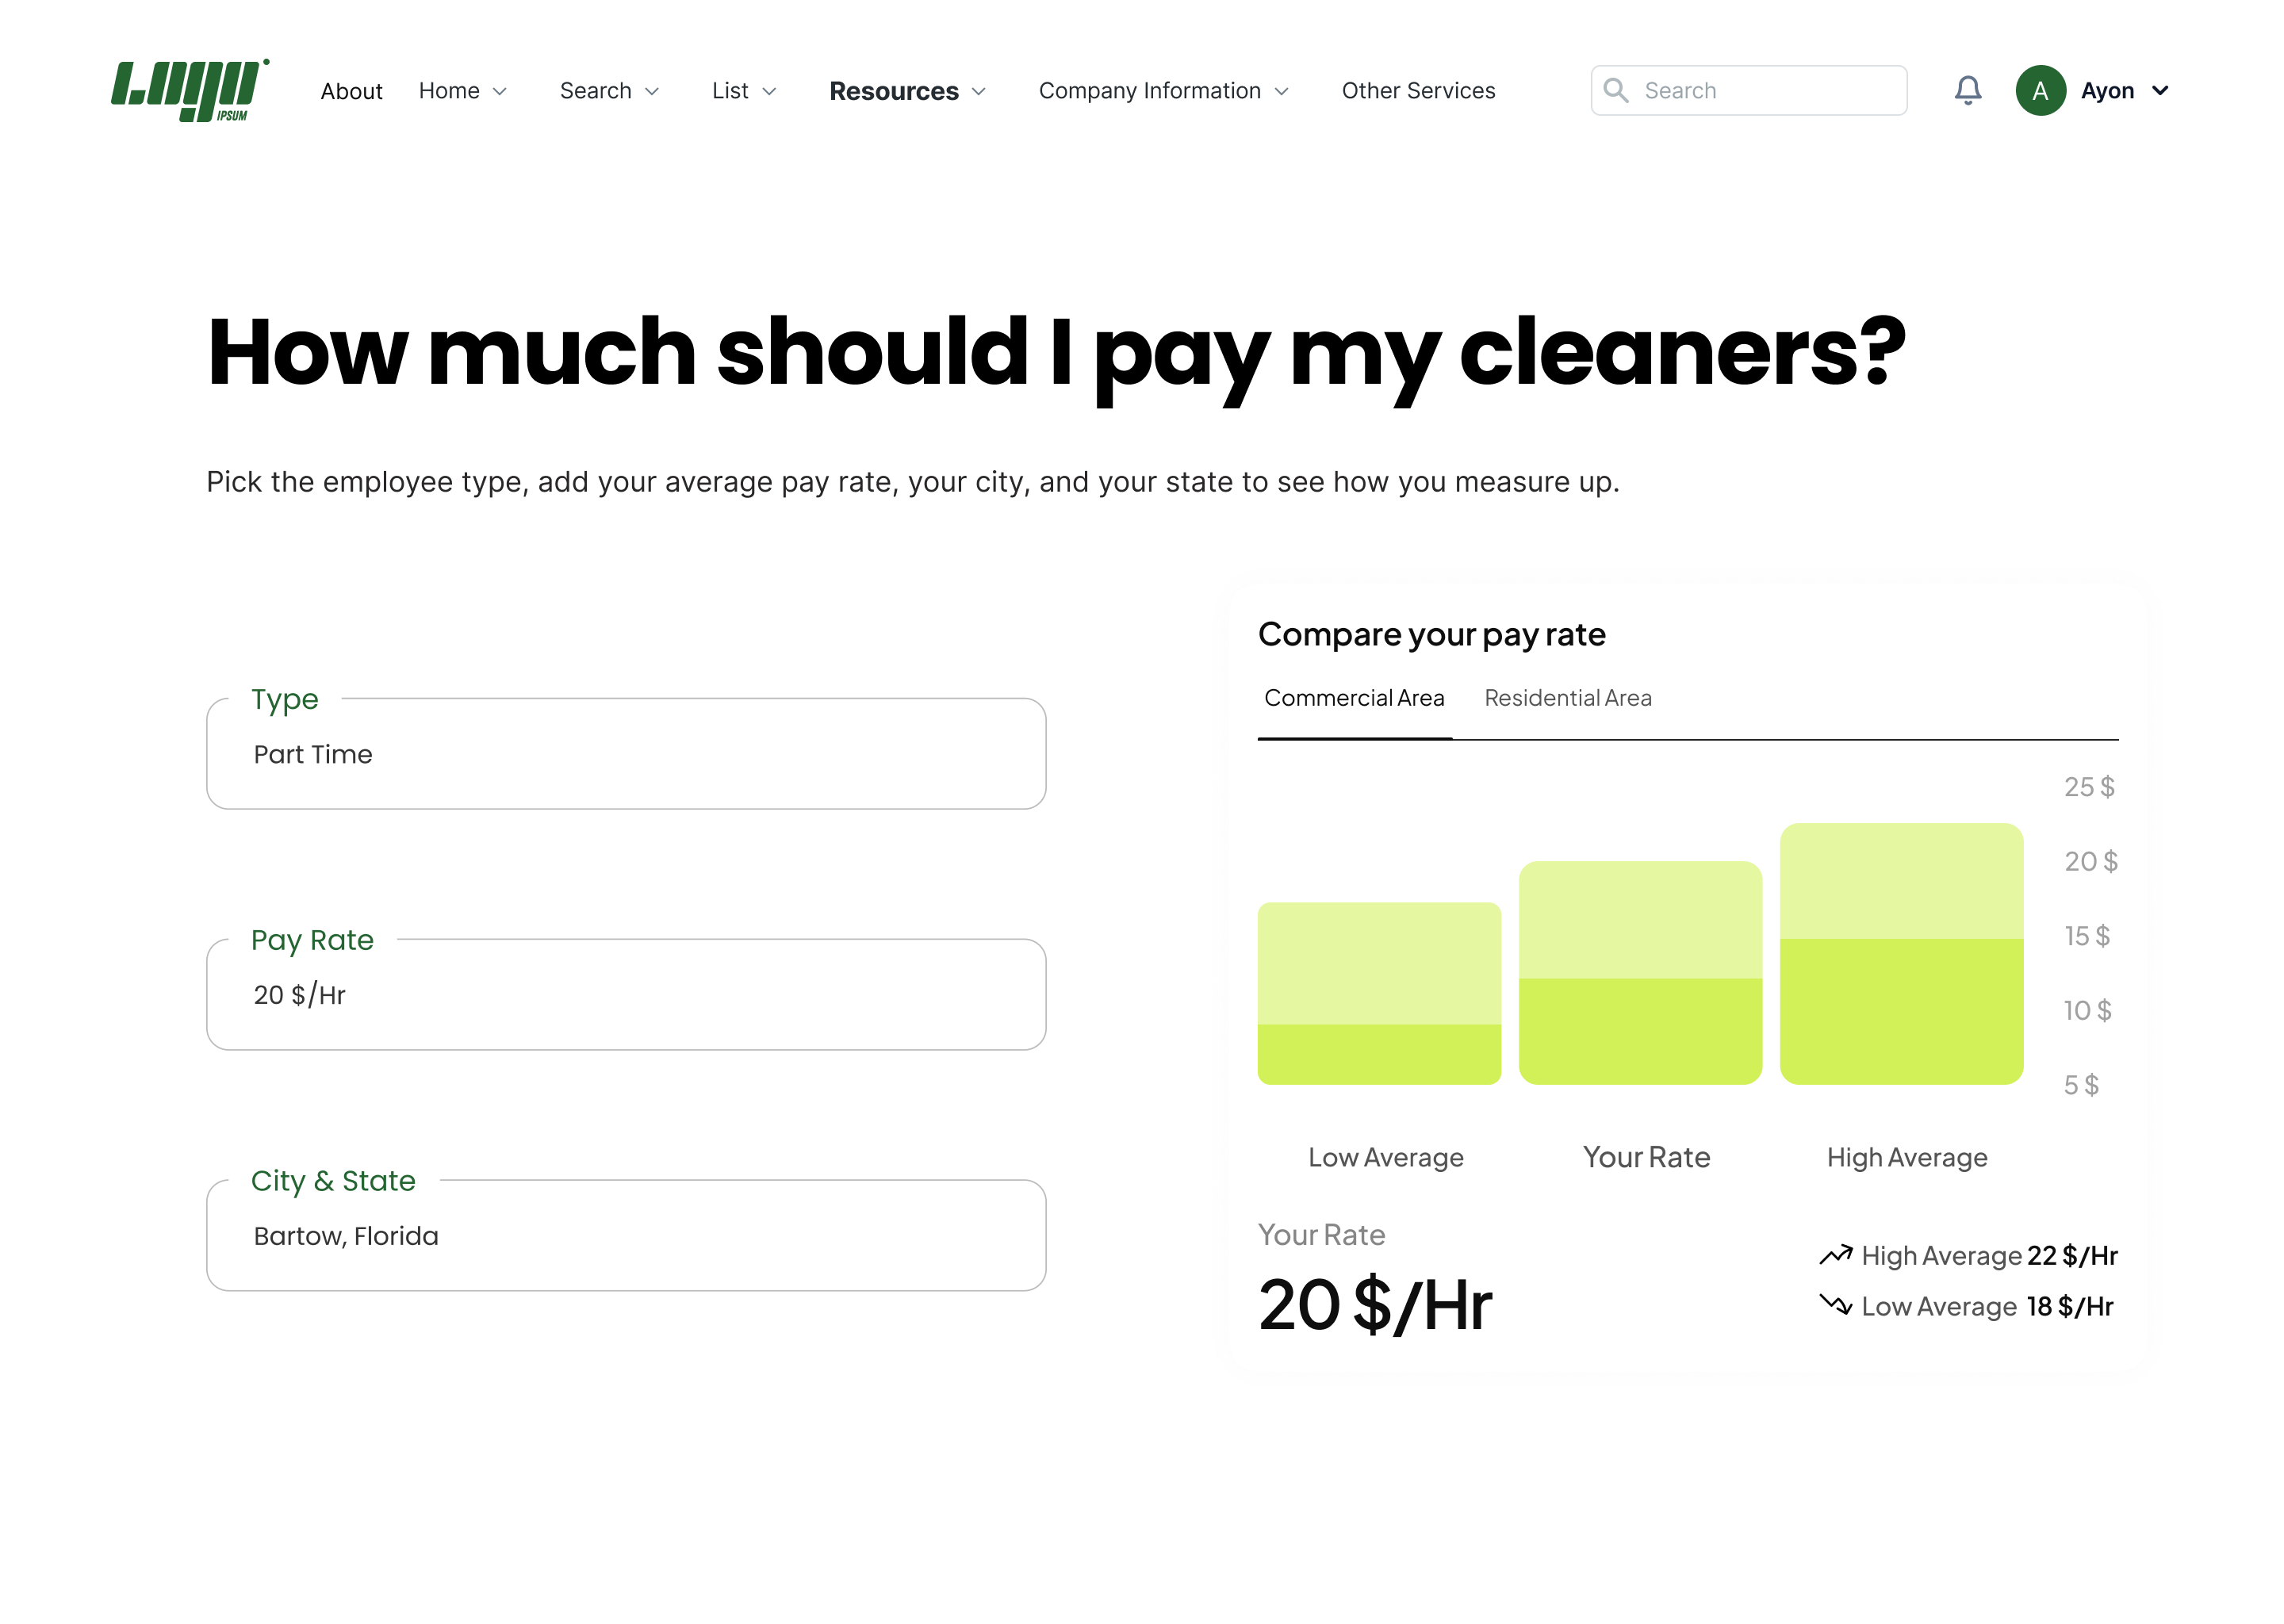 Logo IPSUM
About Home Search List Resources Company Information Other Services Search A Ayon
How much should I pay my cleaners?
Pick the employee type, add your average pay rate, your city, and your state to see how you measure up.
Type
Part Time
Pay Rate
20 $/Hr
City & State
Bartow, Florida
Compare your pay rate
Commercial Area Residential Area
25 $
20 $
15 $
10 $
5 $
Low Average Your Rate High Average
Your Rate
20 $/Hr
High Average 22 $/Hr
Low Average 18 $/Hr